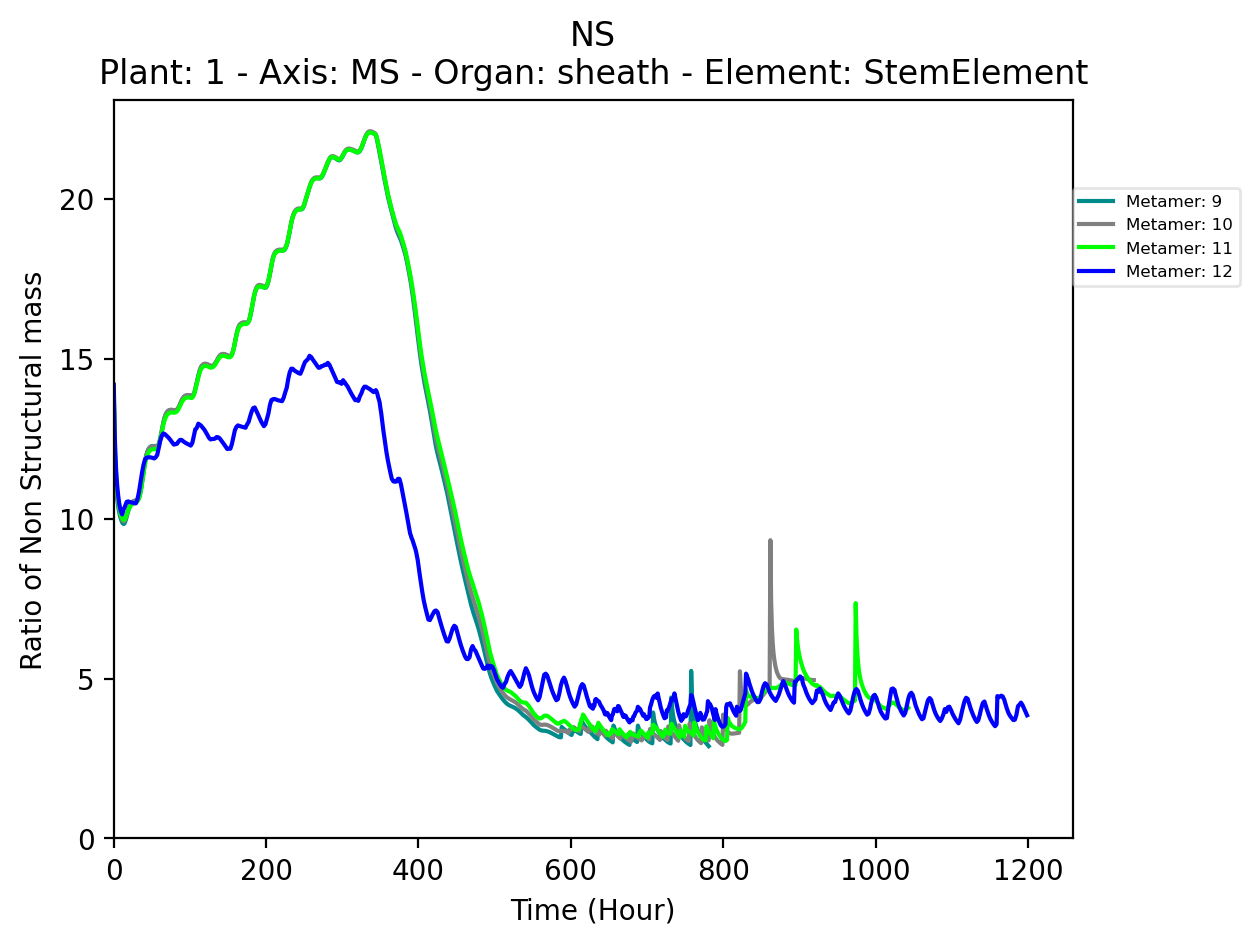 NS
Plant: 1 - Axis: MS - Organ: sheath - Element: StemElement
Ratio of Non Structural mass
20
15
10
5
0
0 200 400 600 800 1000 1200
Time (Hour)
Metamer: 9
Metamer: 10
Metamer: 11
Metamer: 12